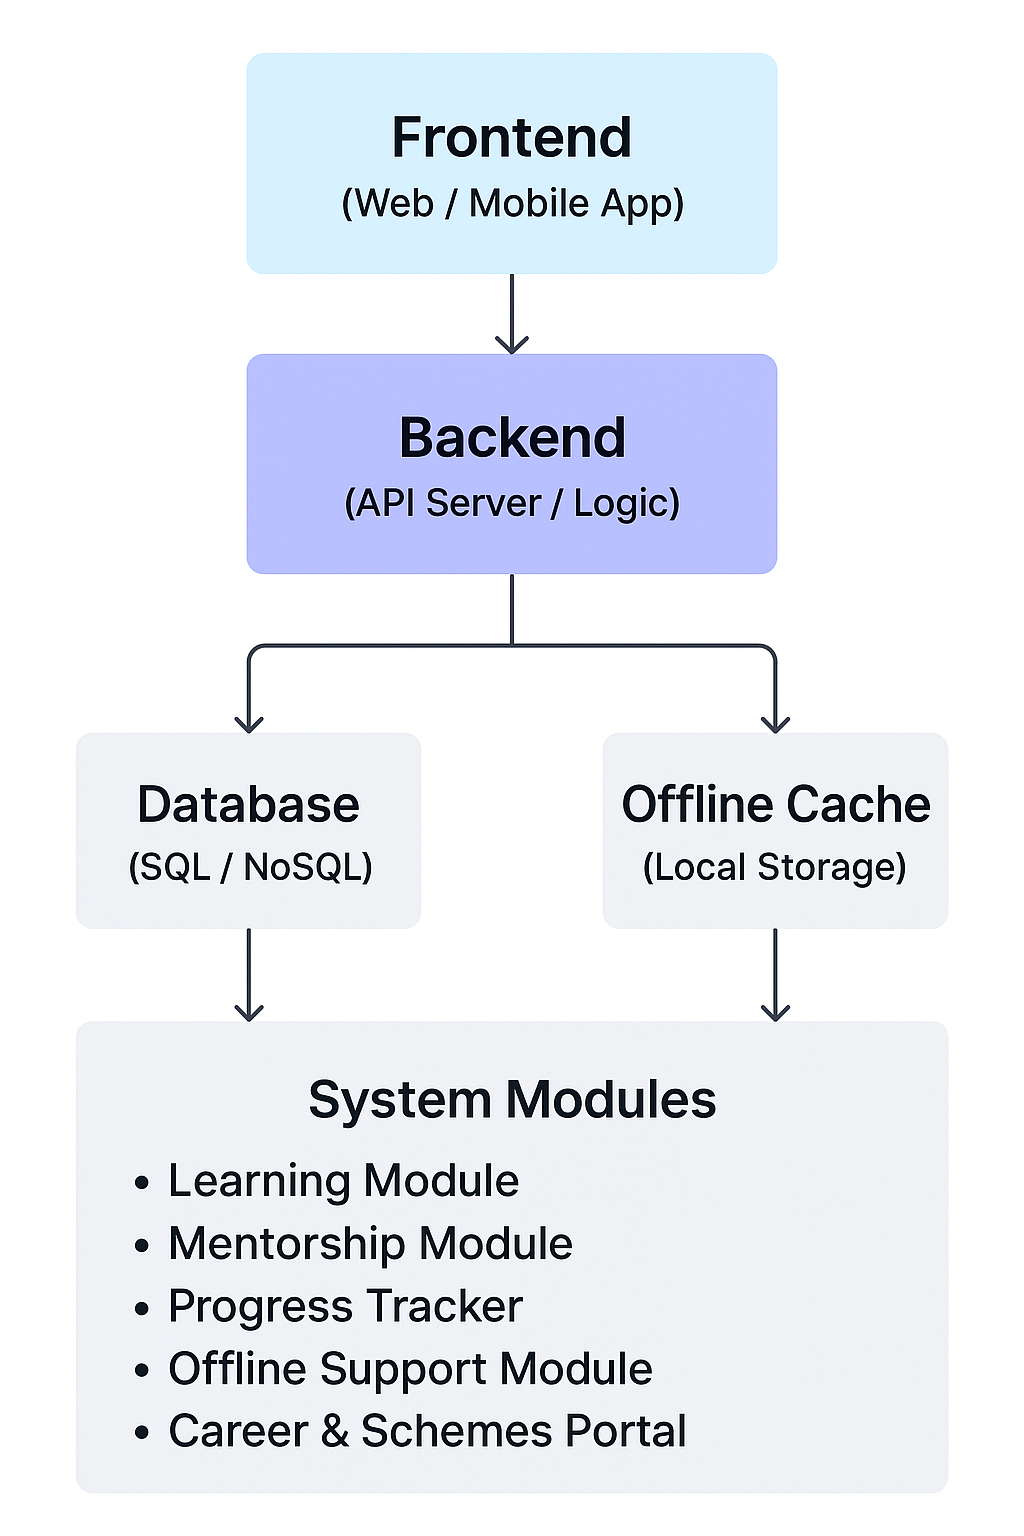 Frontend
(Web / Mobile App)
Backend
(API Server / Logic)
Database
(SQL / NoSQL)
Offline Cache
(Local Storage)
System Modules
• Learning Module
• Mentorship Module
• Progress Tracker
• Offline Support Module
• Career & Schemes Portal